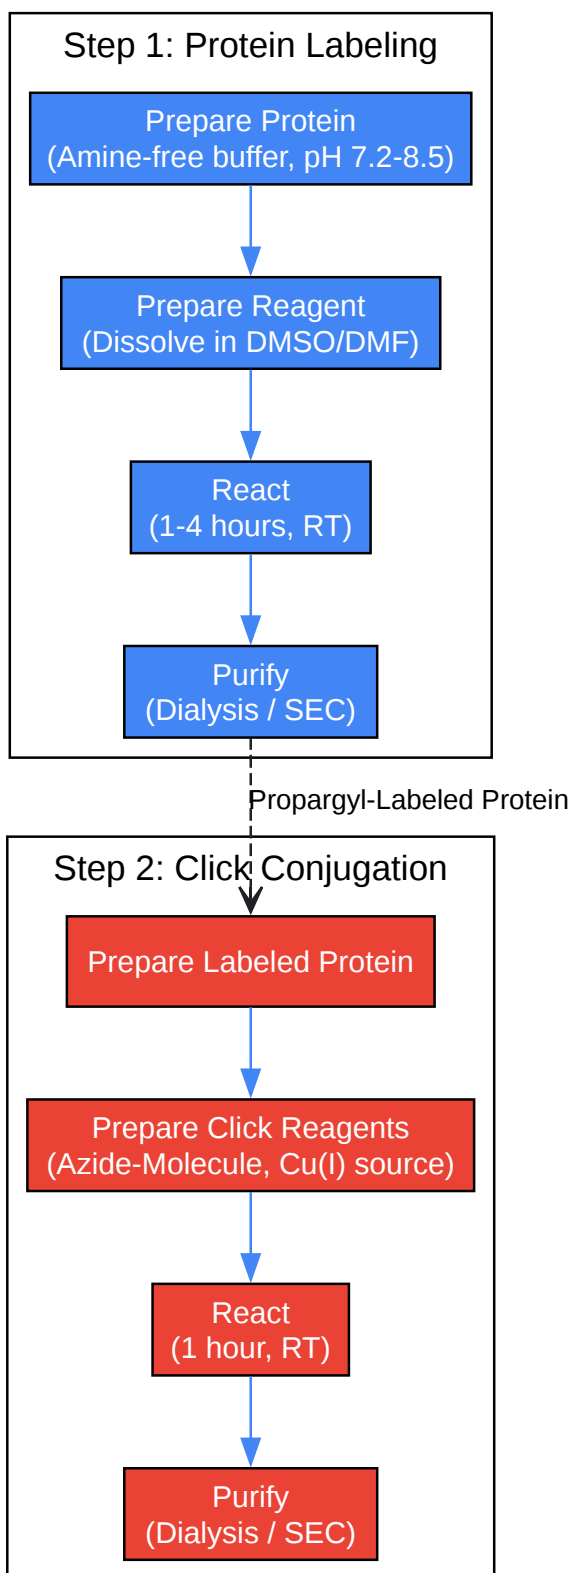 Step 1: Protein Labeling
Prepare Protein
(Amine-free buffer, pH 7.2-8.5)
Prepare Reagent
(Dissolve in DMSO/DMF)
React
(1-4 hours, RT)
Purify
(Dialysis / SEC)
Propargyl-Labeled Protein
Step 2: Click Conjugation
Prepare Labeled Protein
Prepare Click Reagents
(Azide-Molecule, Cu(I) source)
React
(1 hour, RT)
Purify
(Dialysis / SEC)